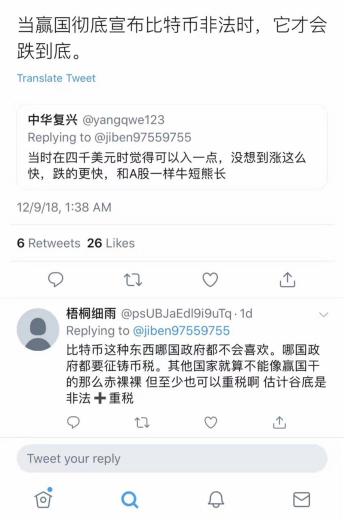 当赢国彻底宣布比特币非法时，它才会
跌到底。
Translate Tweet
中华复兴 @yangqwe123
Replying to @jiben97559755
当时在四千美元时觉得可以入一点，没想到涨这么
快，跌的更快，和A股一样牛短熊长
12/9/18, 1:38 AM
6 Retweets 26 Likes
梧桐细雨 @psUBJaEdl9i9uTq · 1d
Replying to @jiben97559755
比特币这种东西哪国政府都不会喜欢。哪国政
府都要征铸币税。其他国家就算不能像赢国干
的那么赤裸裸 但至少也可以重税啊 估计谷底是
非法➕重税
Tweet your reply